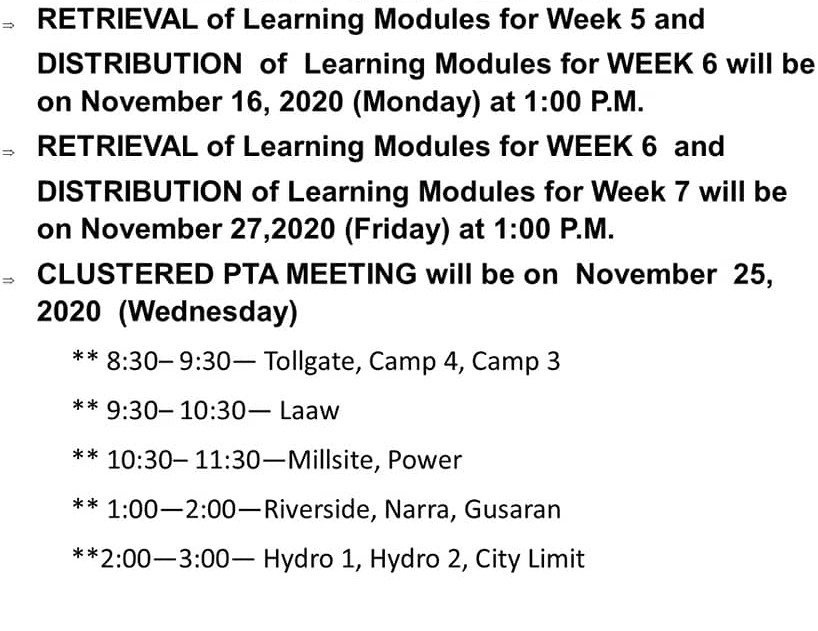 ⇒ RETRIEVAL of Learning Modules for Week 5 and
DISTRIBUTION of Learning Modules for WEEK 6 will be
on November 16, 2020 (Monday) at 1:00 P.M.
⇒ RETRIEVAL of Learning Modules for WEEK 6 and
DISTRIBUTION of Learning Modules for Week 7 will be
on November 27,2020 (Friday) at 1:00 P.M.
⇒ CLUSTERED PTA MEETING will be on November 25,
2020 (Wednesday)
** 8:30– 9:30— Tollgate, Camp 4, Camp 3
** 9:30– 10:30— Laaw
** 10:30– 11:30—Millsite, Power
** 1:00—2:00—Riverside, Narra, Gusaran
**2:00—3:00— Hydro 1, Hydro 2, City Limit